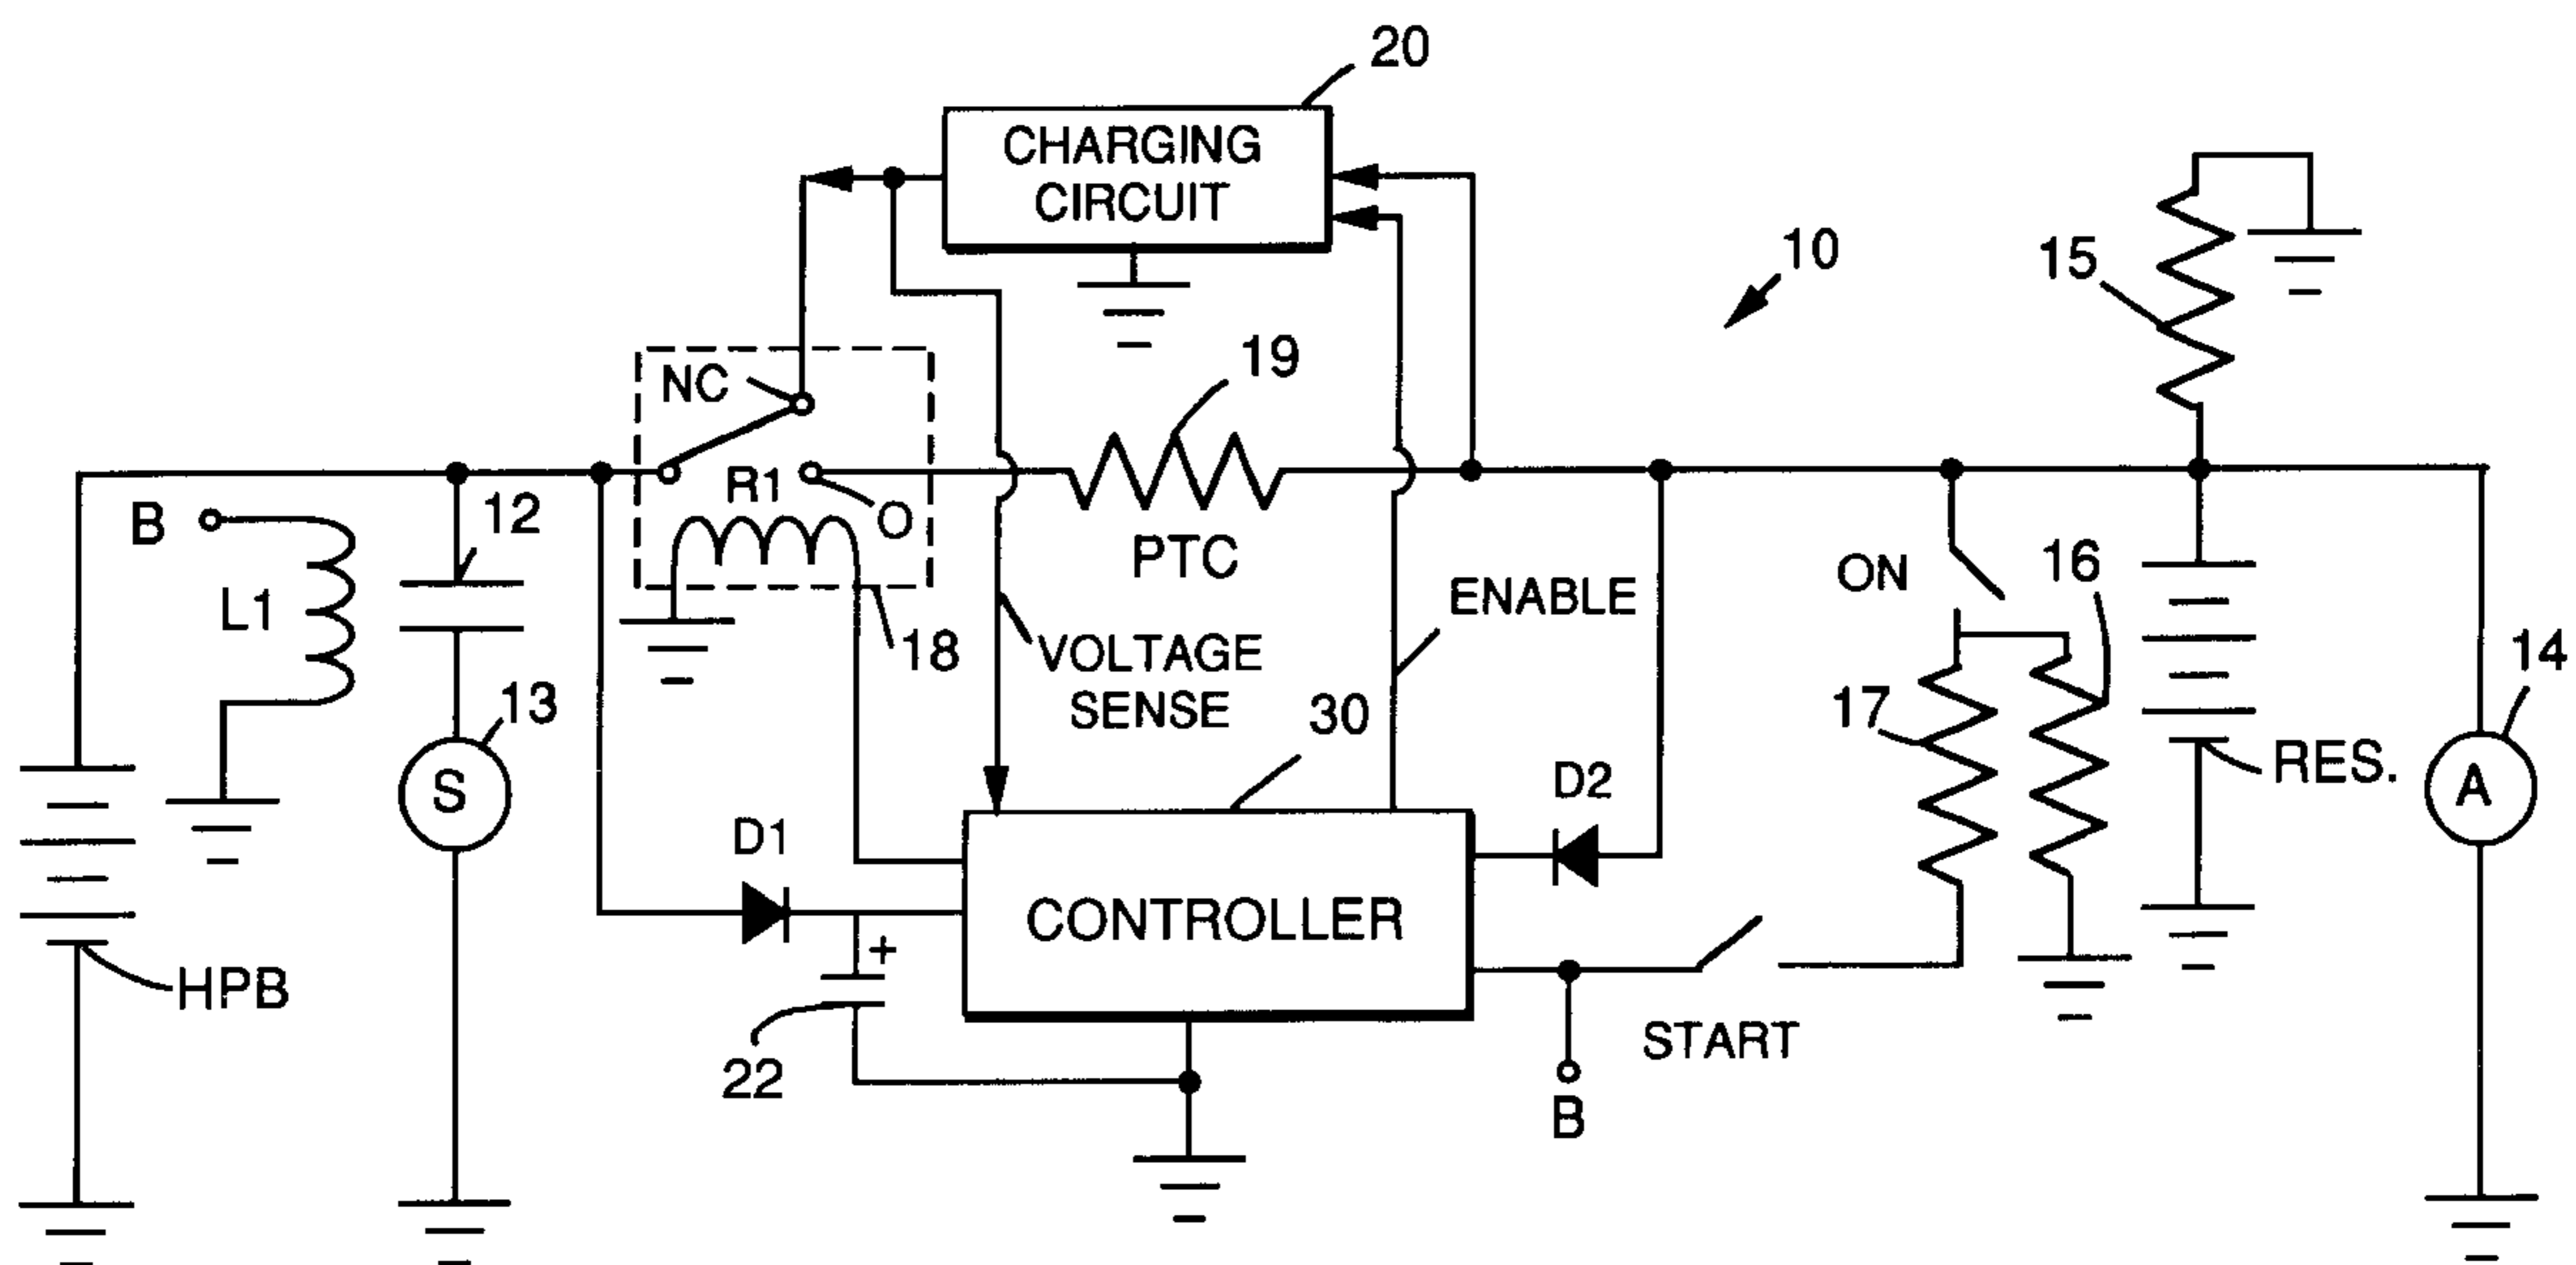 20
CHARGING
CIRCUIT
10
15
19
NC
R1
O
B
12
PTC
ON
16
L1
ENABLE
18
VOLTAGE
SENSE
14
13
30
17
RES.
S
D1
D2
A
CONTROLLER
+
HPB
22
START
B